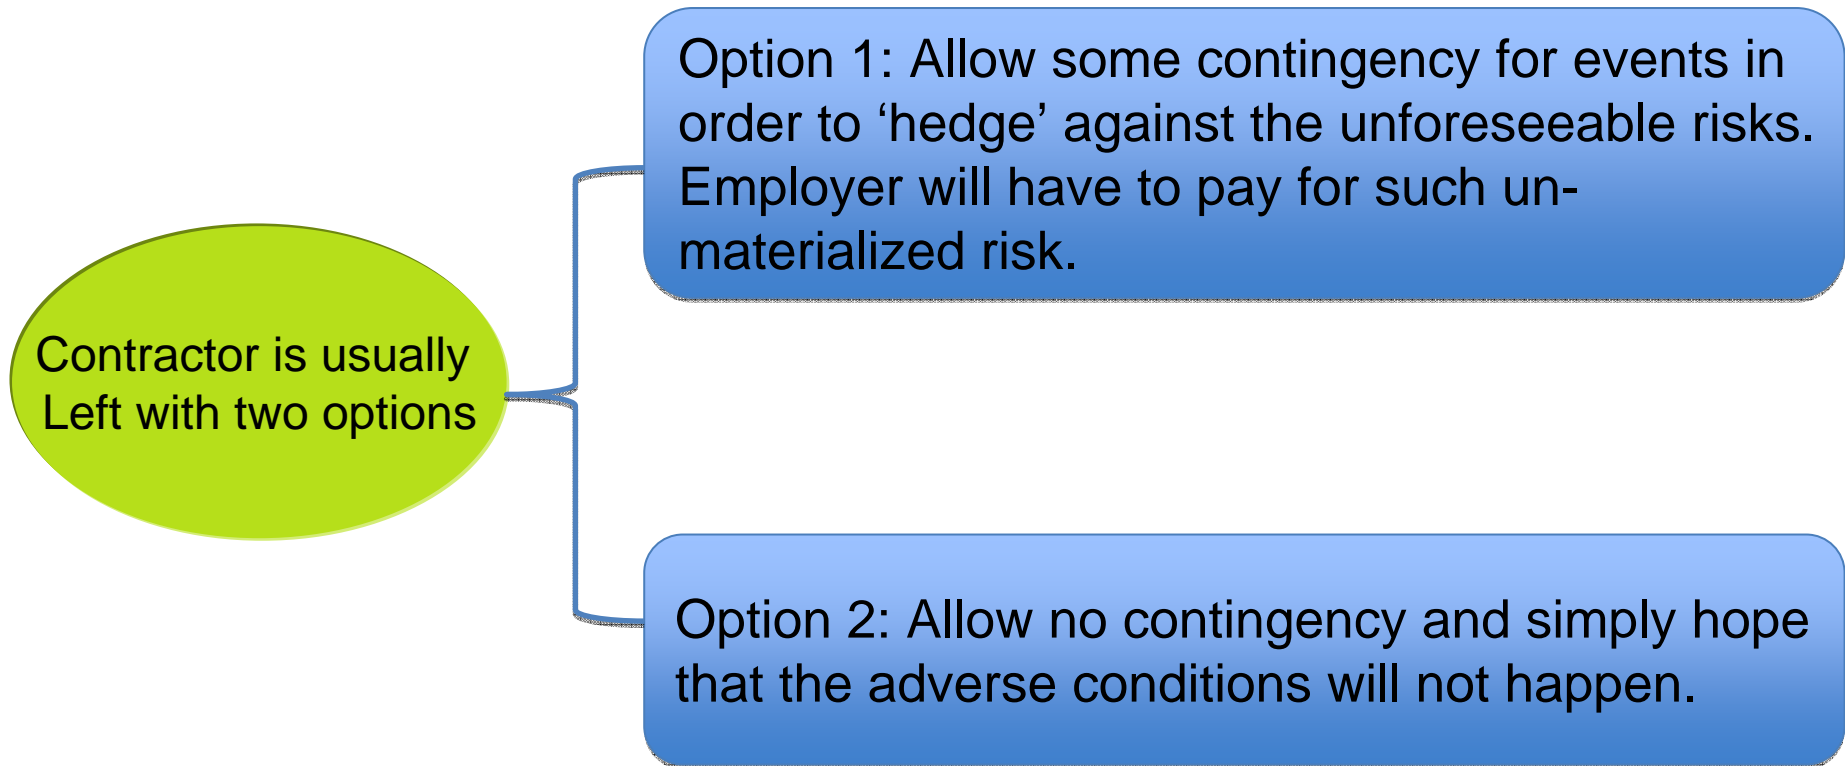 Contractor is usually
Left with two options
Option 1: Allow some contingency for events in
order to ‘hedge’ against the unforeseeable risks.
Employer will have to pay for such un-
materialized risk.
Option 2: Allow no contingency and simply hope
that the adverse conditions will not happen.